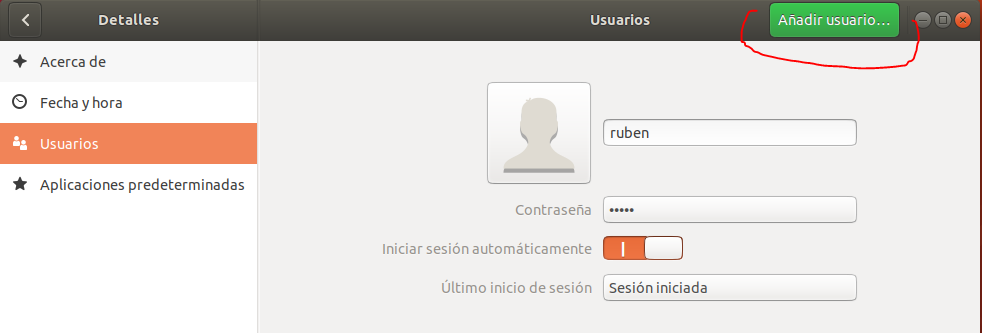 Detalles
Usuarios
Añadir usuario...
Acerca de
Fecha y hora
Usuarios
Aplicaciones predeterminadas
ruben
Contraseña
•••••
Iniciar sesión automáticamente
Último inicio de sesión
Sesión iniciada